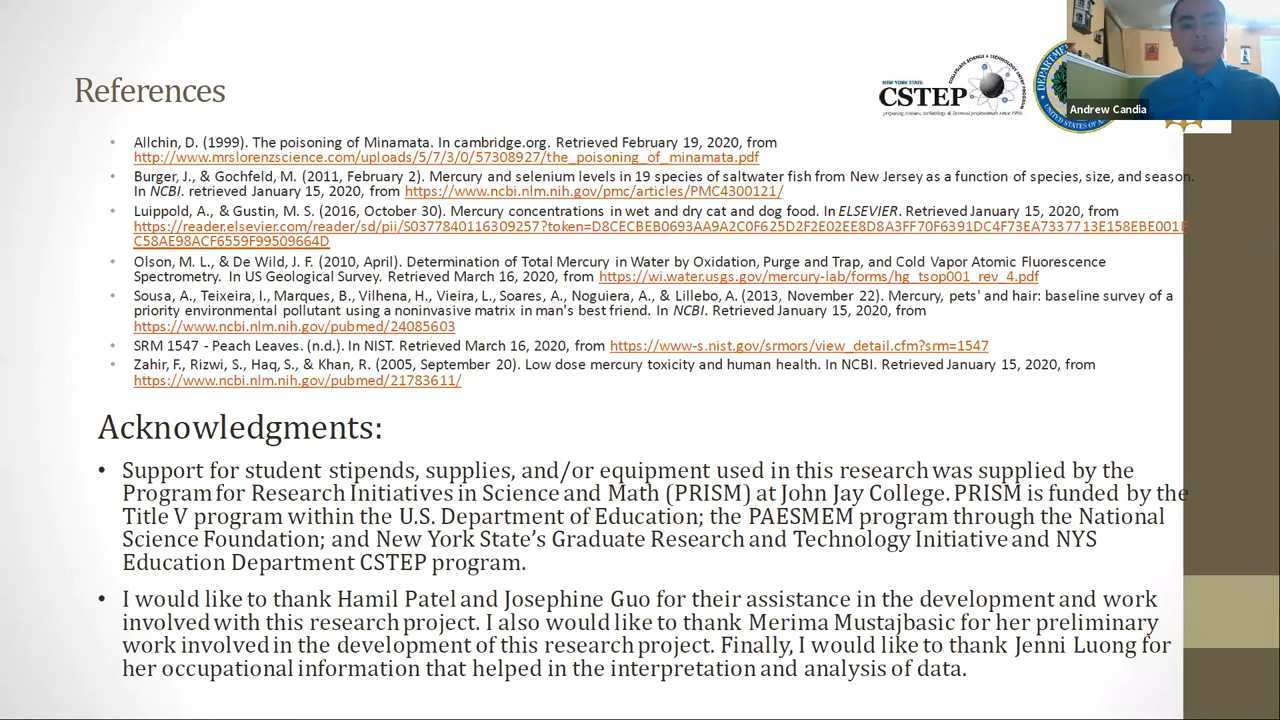 References
NEW YORK STATE
COLLEGIATE SCIENCE & TECHNOLOGY ENTRY PROGRAM
CSTEP
preparing science, technology & licensed professionals since 1986
DEPARTMENT
UNITED STATES OF
Andrew Candia
• Allchin, D. (1999). The poisoning of Minamata. In cambridge.org. Retrieved February 19, 2020, from
http://www.mrslorenzscience.com/uploads/5/7/3/0/57308927/the_poisoning_of_minamata.pdf
• Burger, J., & Gochfeld, M. (2011, February 2). Mercury and selenium levels in 19 species of saltwater fish from New Jersey as a function of species, size, and season.
In NCBI. retrieved January 15, 2020, from https://www.ncbi.nlm.nih.gov/pmc/articles/PMC4300121/
• Luippold, A., & Gustin, M. S. (2016, October 30). Mercury concentrations in wet and dry cat and dog food. In ELSEVIER. Retrieved January 15, 2020, from
https://reader.elsevier.com/reader/sd/pii/S0377840116309257?token=D8CECBEB0693AA9A2C0F625D2F2E02EE8D8A3FF70F6391DC4F73EA7337713E158EBE001F
C58AE98ACF6559F99509664D
• Olson, M. L., & De Wild, J. F. (2010, April). Determination of Total Mercury in Water by Oxidation, Purge and Trap, and Cold Vapor Atomic Fluorescence
Spectrometry. In US Geological Survey. Retrieved March 16, 2020, from https://wi.water.usgs.gov/mercury-lab/forms/hg_tsop001_rev_4.pdf
• Sousa, A., Teixeira, I., Marques, B., Vilhena, H., Vieira, L., Soares, A., Noguiera, A., & Lillebo, A. (2013, November 22). Mercury, pets' and hair: baseline survey of a
priority environmental pollutant using a noninvasive matrix in man's best friend. In NCBI. Retrieved January 15, 2020, from
https://www.ncbi.nlm.nih.gov/pubmed/24085603
• SRM 1547 - Peach Leaves. (n.d.). In NIST. Retrieved March 16, 2020, from https://www-s.nist.gov/srmors/view_detail.cfm?srm=1547
• Zahir, F., Rizwi, S., Haq, S., & Khan, R. (2005, September 20). Low dose mercury toxicity and human health. In NCBI. Retrieved January 15, 2020, from
https://www.ncbi.nlm.nih.gov/pubmed/21783611/
Acknowledgments:
• Support for student stipends, supplies, and/or equipment used in this research was supplied by the
Program for Research Initiatives in Science and Math (PRISM) at John Jay College. PRISM is funded by the
Title V program within the U.S. Department of Education; the PAESMEM program through the National
Science Foundation; and New York State’s Graduate Research and Technology Initiative and NYS
Education Department CSTEP program.
• I would like to thank Hamil Patel and Josephine Guo for their assistance in the development and work
involved with this research project. I also would like to thank Merima Mustajbasic for her preliminary
work involved in the development of this research project. Finally, I would like to thank Jenni Luong for
her occupational information that helped in the interpretation and analysis of data.